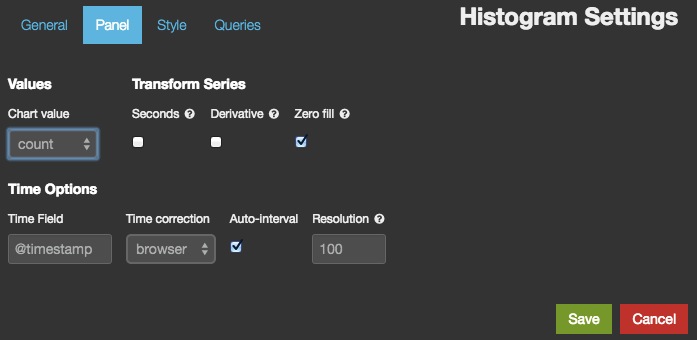 Histogram Settings
General Panel Style Queries
Values Transform Series
Chart value Seconds Derivative Zero fill
count
Time Options
Time Field Time correction Auto-interval Resolution
@timestamp browser 100
Save Cancel